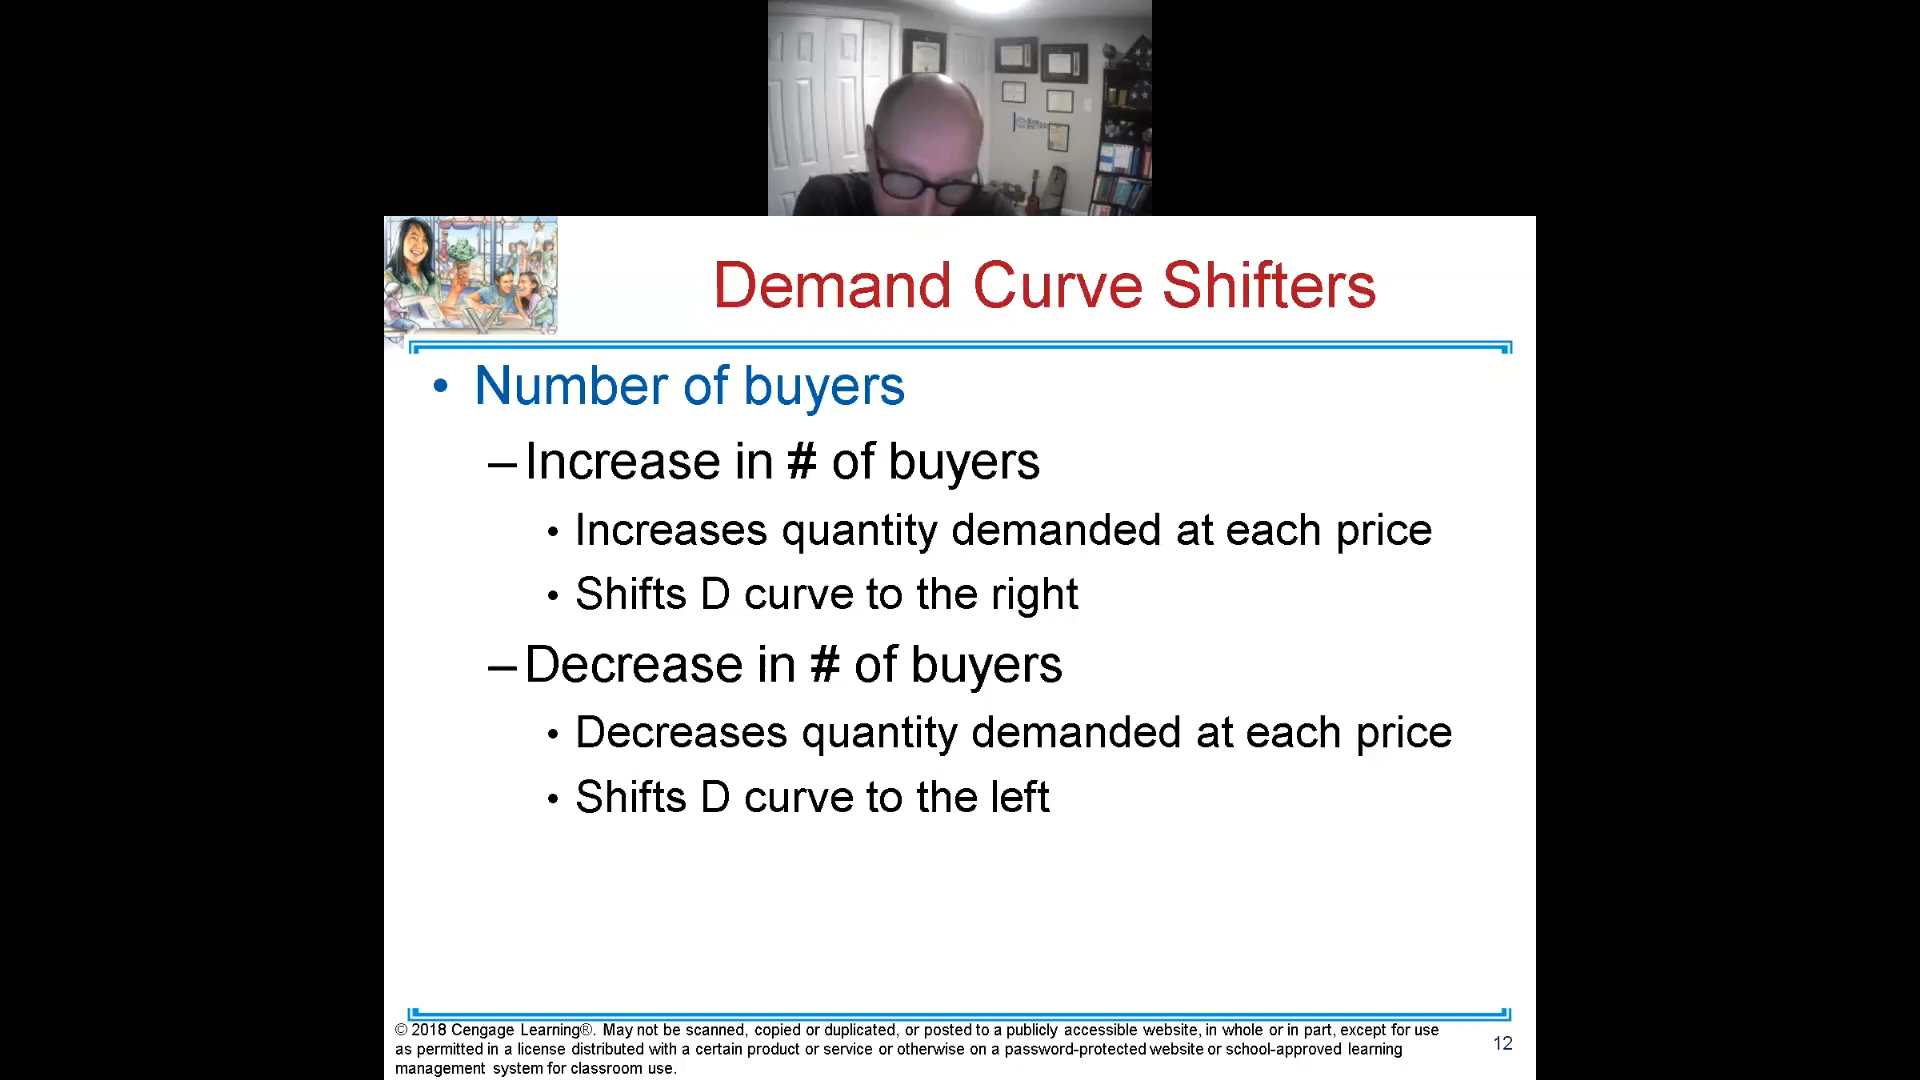 Demand Curve Shifters
• Number of buyers
– Increase in # of buyers
• Increases quantity demanded at each price
• Shifts D curve to the right
– Decrease in # of buyers
• Decreases quantity demanded at each price
• Shifts D curve to the left
© 2018 Cengage Learning®. May not be scanned, copied or duplicated, or posted to a publicly accessible website, in whole or in part, except for use
as permitted in a license distributed with a certain product or service or otherwise on a password-protected website or school-approved learning
management system for classroom use.
12